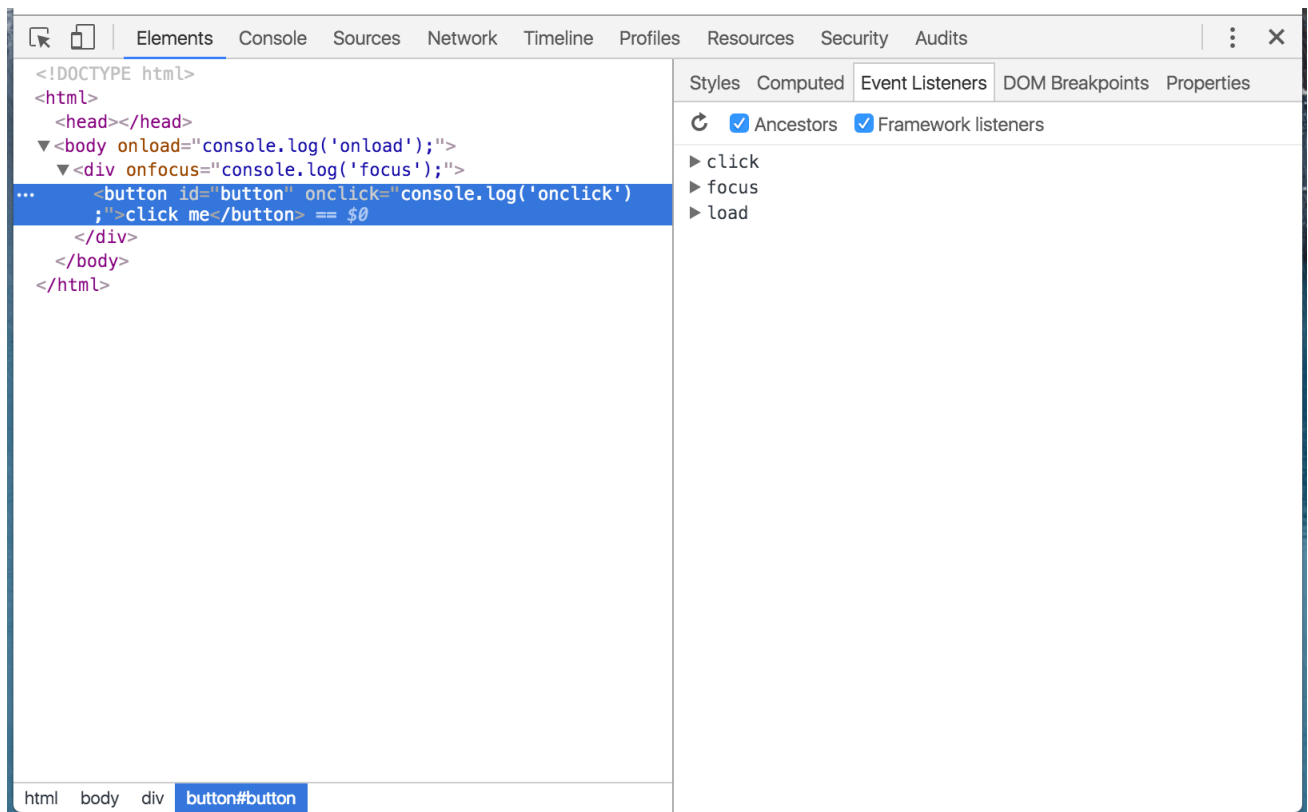 Elements Console Sources Network Timeline Profiles Resources Security Audits
<!DOCTYPE html>
<html>
<head></head>
<body onload="console.log('onload');">
<div onfocus="console.log('focus');">
<button id="button" onclick="console.log('onclick')
;">click me</button> == $0
</div>
</body>
</html>
html body div button#button
Styles Computed Event Listeners DOM Breakpoints Properties
Ancestors Framework listeners
click
focus
load